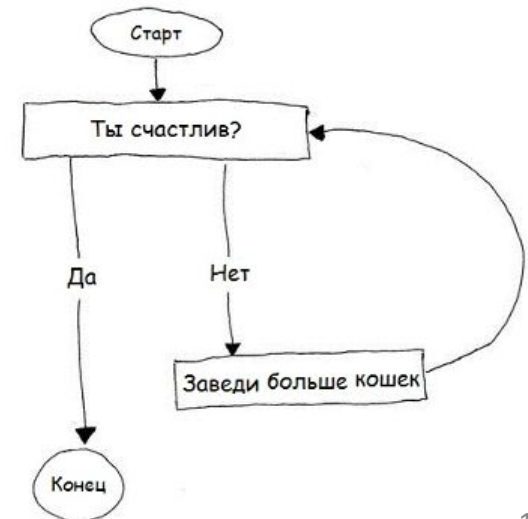 Старт
Ты счастлив?
Да
Нет
Заведи больше кошек
Конец